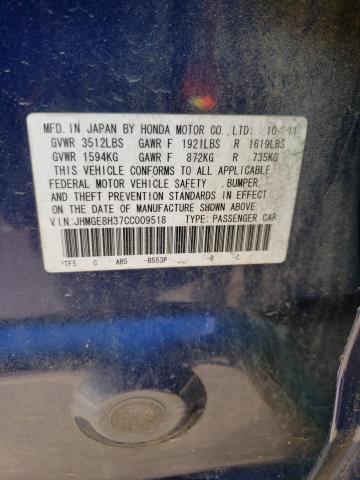 MFD. IN JAPAN BY HONDA MOTOR CO., LTD. 10/11
GVWR 3512LBS GAWR F 1921LBS R 1619LBS
GVWR 1594KG GAWR F 872KG R 735KG
THIS VEHICLE CONFORMS TO ALL APPLICABLE
FEDERAL MOTOR VEHICLE SAFETY, BUMPER,
AND THEFT PREVENTION STANDARDS IN EFFECT
ON THE DATE OF MANUFACTURE SHOWN ABOVE.
V.I.N.:JHMGE8H37CC009518 TYPE: PASSENGER CAR
TF5 C AB5 -B553P -B -C